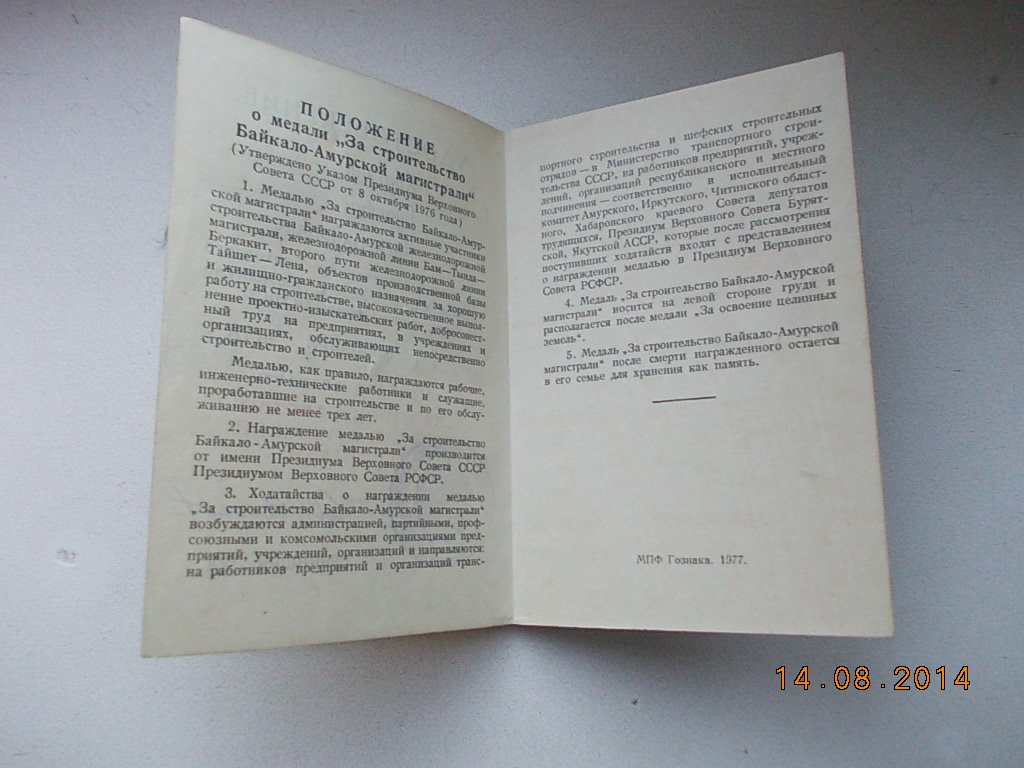 ПОЛОЖЕНИЕ
о медали „За строительство
Байкало-Амурской магистрали“
(Утверждено Указом Президиума Верховного
Совета СССР от 8 октября 1976 года)
1. Медалью „За строительство Байкало-Амур-
ской магистрали“ награждаются активные участники
строительства Байкало-Амурской железнодорожной
магистрали, железнодорожной линии Бам—Тында—
Беркакит, второго пути железнодорожной линии
Тайшет—Лена, объектов производственной базы
и жилищно-гражданского назначения за хорошую
работу на строительстве, высококачественное выпол-
нение проектно-изыскательских работ, добросовест-
ный труд на предприятиях, в учреждениях и
организациях, обслуживающих непосредственно
строительство и строителей.
Медалью, как правило, награждаются рабочие,
инженерно-технические работники и служащие,
проработавшие на строительстве и по его обслу-
живанию не менее трех лет.
2. Награждение медалью „За строительство
Байкало-Амурской магистрали“ производится
от имени Президиума Верховного Совета СССР
Президиумом Верховного Совета РСФСР.
3. Ходатайства о награждении медалью
„За строительство Байкало-Амурской магистрали“
возбуждаются администрацией, партийными, проф-
союзными и комсомольскими организациями пред-
приятий, учреждений, организаций и направляются:
на работников предприятий и организаций транс-
портного строительства и шефских строительных
отрядов—в Министерство транспортного строи-
тельства СССР, на работников предприятий, учреж-
дений, организаций республиканского и местного
подчинения—соответственно в исполнительный
комитет Амурского, Иркутского, Читинского област-
ного, Хабаровского краевого Совета депутатов
трудящихся, Президиум Верховного Совета Бурят-
ской, Якутской АССР, которые после рассмотрения
поступивших ходатайств входят с представлением
о награждении медалью в Президиум Верховного
Совета РСФСР.
4. Медаль „За строительство Байкало-Амурской
магистрали“ носится на левой стороне груди и
располагается после медали „За освоение целинных
земель“.
5. Медаль „За строительство Байкало-Амурской
магистрали“ после смерти награжденного остается
в его семье для хранения как память.
МПФ Гознака. 1977.
14.08.2014